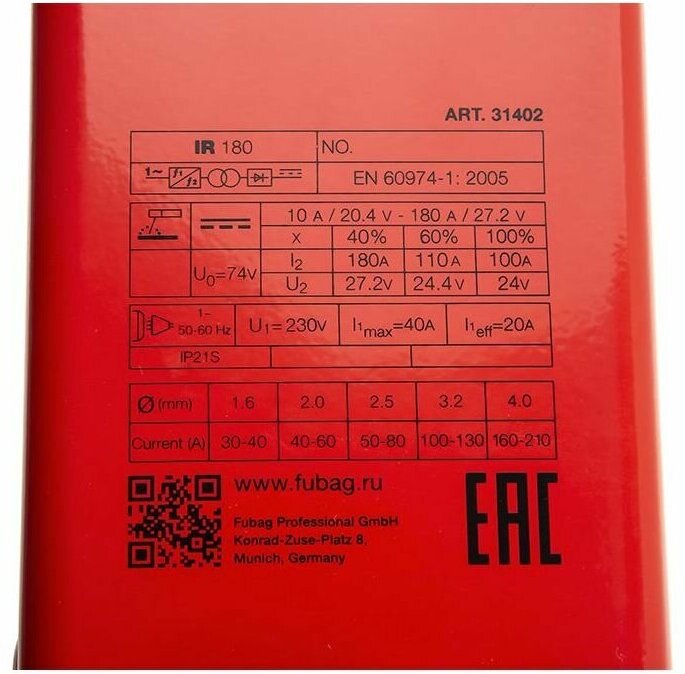 ART. 31402
IR 180 NO.
1~ f1 f2 EN 60974-1: 2005
10 A / 20.4 V - 180 A / 27.2 V
X 40% 60% 100%
U0=74V I2 180A 110A 100A
U2 27.2V 24.4V 24V
1~ 50-60 Hz U1=230V I1max=40A I1eff=20A
IP21S
Ø(mm) 1.6 2.0 2.5 3.2 4.0
Current (A) 30-40 40-60 50-80 100-130 160-210
www.fubag.ru
Fubag Professional GmbH
Konrad-Zuse-Platz 8,
Munich, Germany
EAC